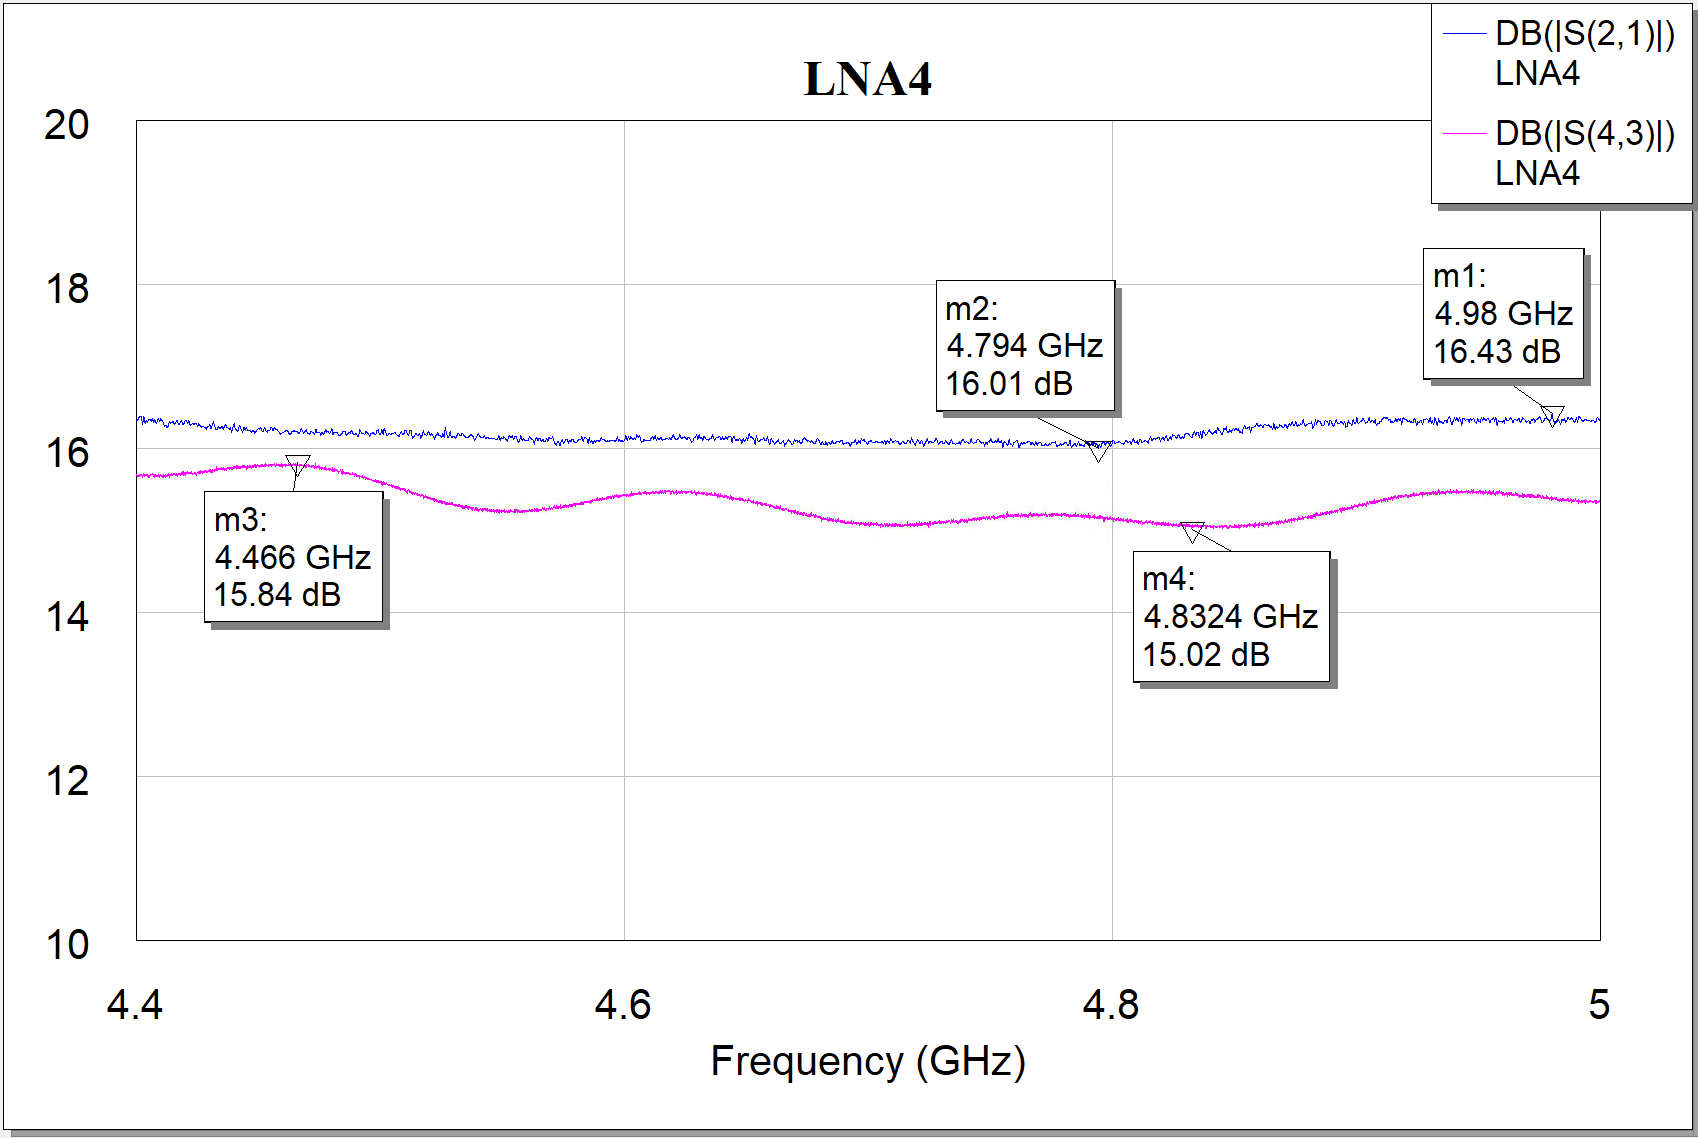 LNA4
DB(|S(2,1)|)
LNA4
DB(|S(4,3)|)
LNA4
20
18
16
14
12
10
m1:
4.98 GHz
16.43 dB
m2:
4.794 GHz
16.01 dB
m3:
4.466 GHz
15.84 dB
m4:
4.8324 GHz
15.02 dB
4.4 4.6 4.8 5
Frequency (GHz)